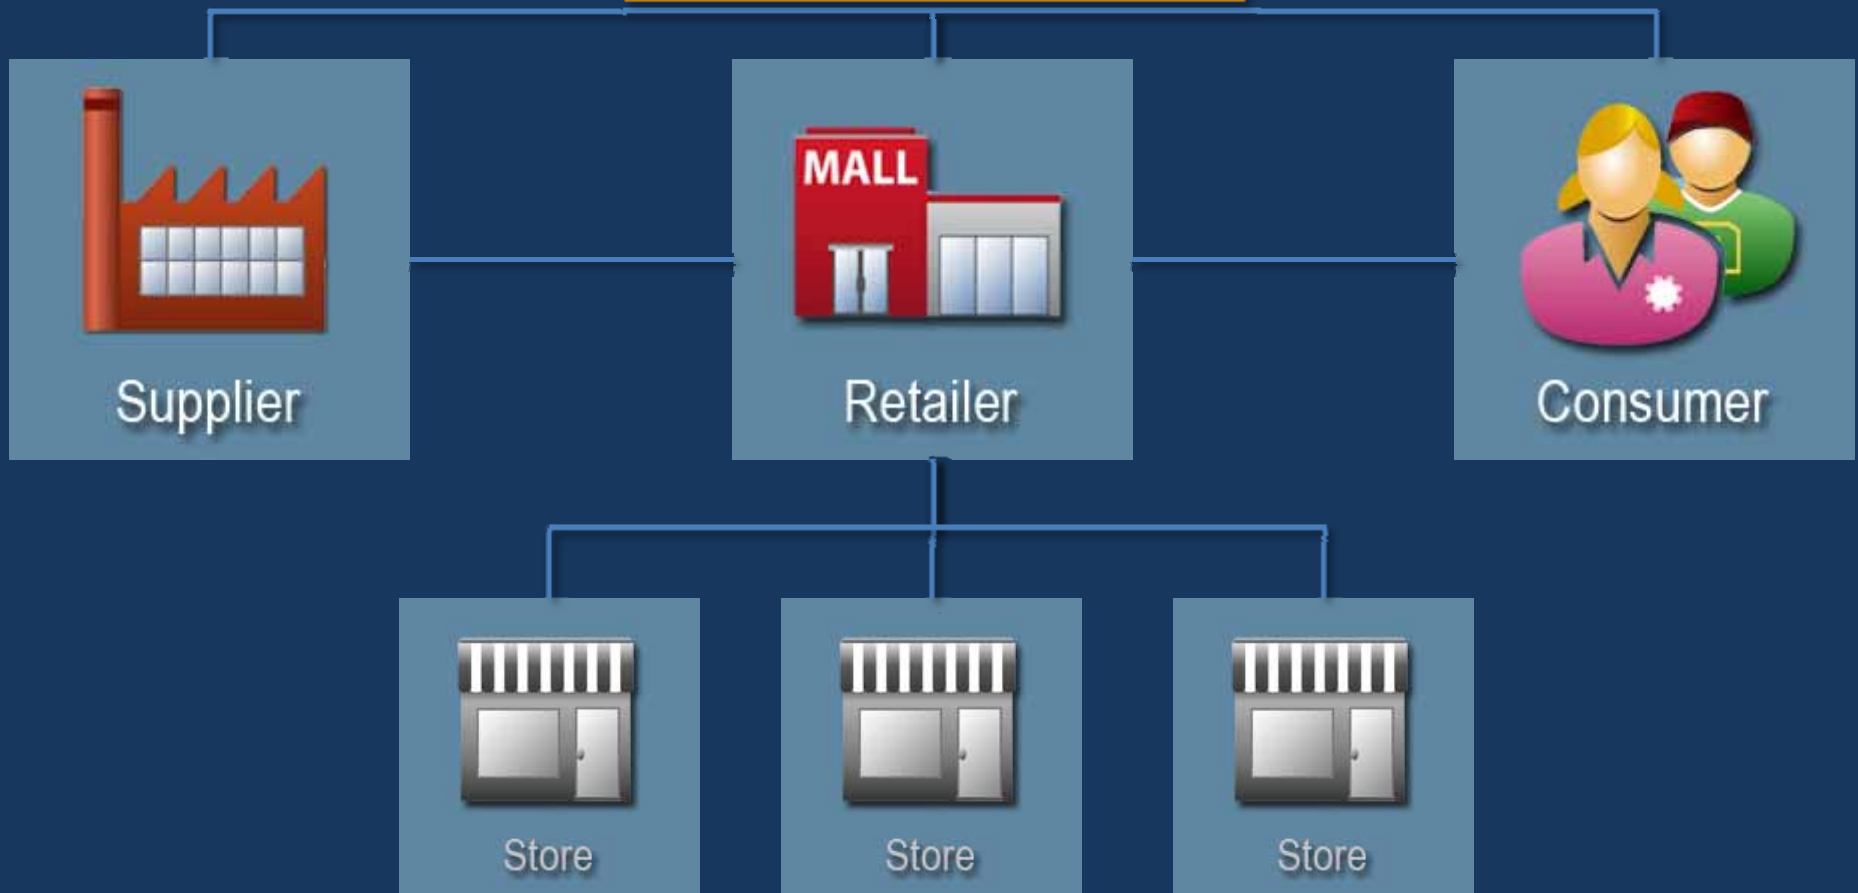 MALL
Supplier
Retailer
Consumer
Store
Store
Store